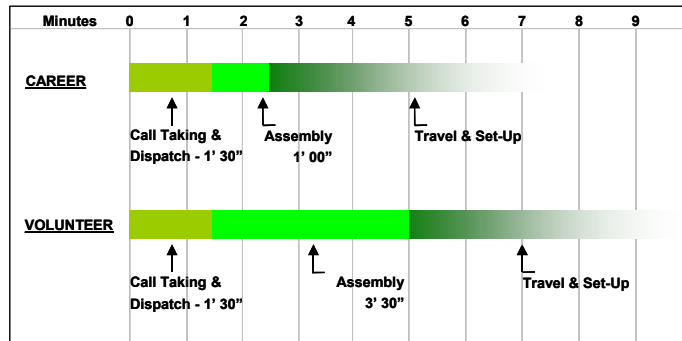 Minutes 0 1 2 3 4 5 6 7 8 9
CAREER
Call Taking &
Dispatch - 1’ 30”
Assembly
1’ 00”
Travel & Set-Up
VOLUNTEER
Call Taking &
Dispatch - 1’ 30”
Assembly
3’ 30”
Travel & Set-Up